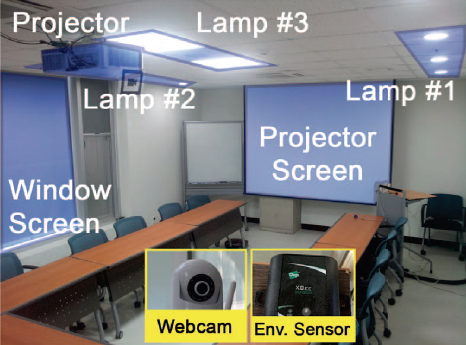 Projector
Lamp #3
Lamp #2
Lamp #1
Projector
Screen
Window
Screen
Webcam
Env. Sensor